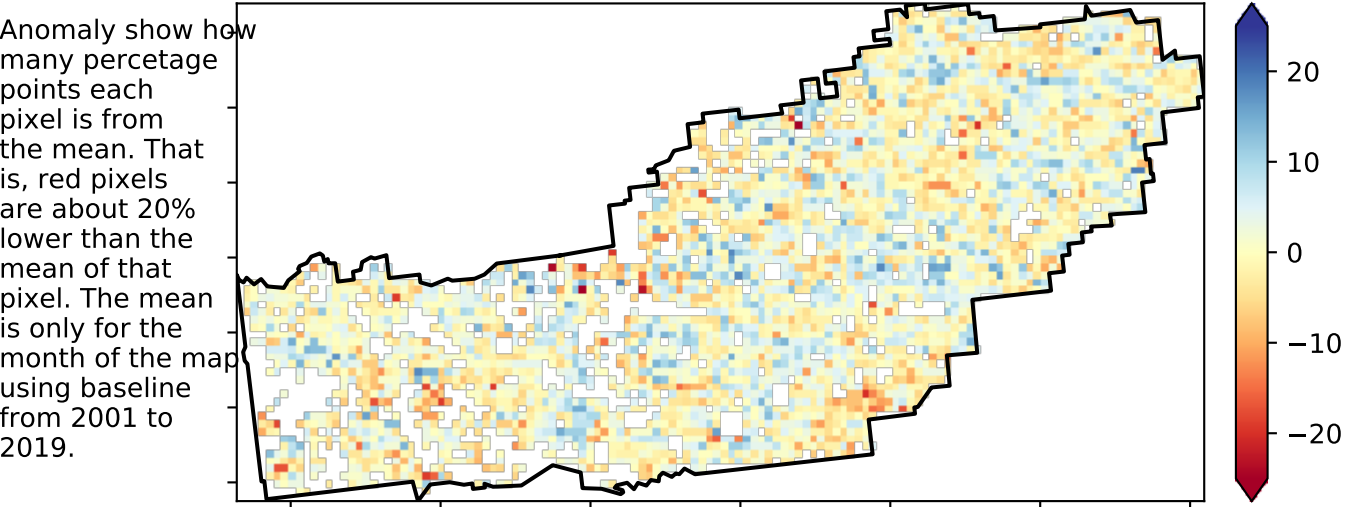 Anomaly show how
many percetage
points each
pixel is from
the mean. That
is, red pixels
are about 20%
lower than the
mean of that
pixel. The mean
is only for the
month of the map
using baseline
from 2001 to
2019.
20
10
0
−10
−20